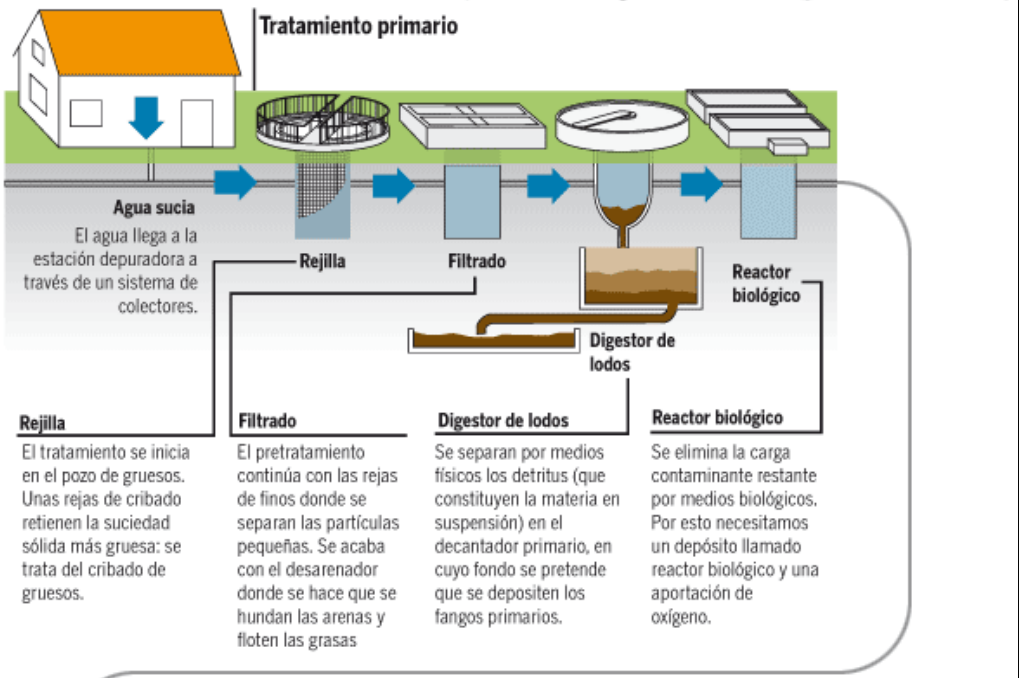 Tratamiento primario
Agua sucia
El agua llega a la
estación depuradora a
través de un sistema de
colectores.
Rejilla
Filtrado
Reactor
biológico
Digestor de
lodos
Rejilla
El tratamiento se inicia
en el pozo de gruesos.
Unas rejas de cribado
retienen la suciedad
sólida más gruesa: se
trata del cribado de
gruesos.
Filtrado
El pretratamiento
continúa con las rejas
de finos donde se
separan las partículas
pequeñas. Se acaba
con el desarenador
donde se hace que se
hundan las arenas y
floten las grasas
Digestor de lodos
Se separan por medios
físicos los detritus (que
constituyen la materia en
suspensión) en el
decantador primario, en
cuyo fondo se pretende
que se depositen los
fangos primarios.
Reactor biológico
Se elimina la carga
contaminante restante
por medios biológicos.
Por esto necesitamos
un depósito llamado
reactor biológico y una
aportación de
oxígeno.